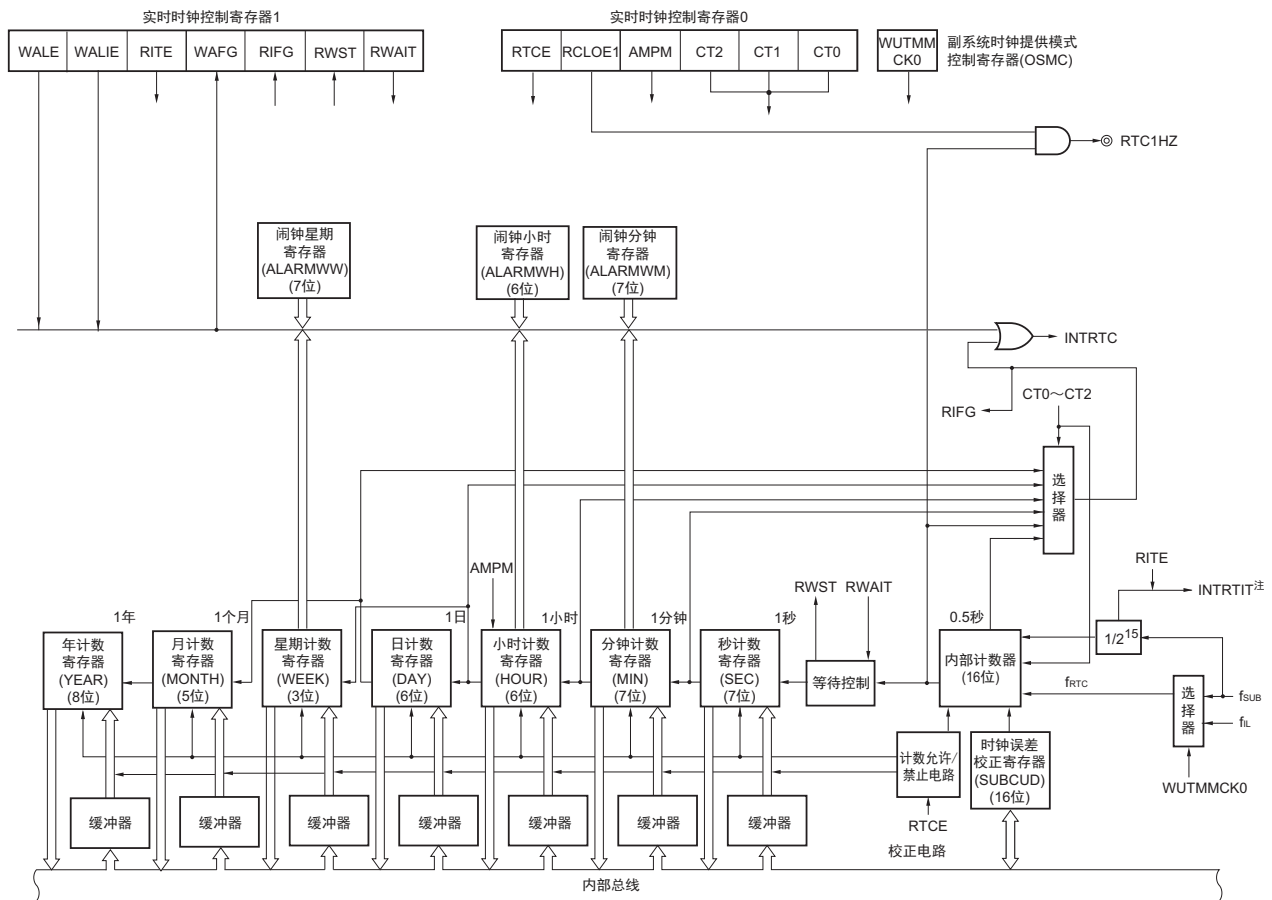 实时时钟控制寄存器1
WALE WALIE RITE WAFG RIFG RWST RWAIT
实时时钟控制寄存器0
RTCE RCLOE1 AMPM CT2 CT1 CT0
WUTMM
CK0
副系统时钟提供模式
控制寄存器(OSMC)
RTC1HZ
闹钟星期
寄存器
(ALARMWW)
(7位)
闹钟小时
寄存器
(ALARMWH)
(6位)
闹钟分钟
寄存器
(ALARMWM)
(7位)
INTRTC
RIFG
CT0～CT2
选
择
器
AMPM
RWST RWAIT
RITE
INTRTIT注
1年
1个月
1日
1小时
1分钟
1秒
0.5秒
年计数
寄存器
(YEAR)
(8位)
月计数
寄存器
(MONTH)
(5位)
星期计数
寄存器
(WEEK)
(3位)
日计数
寄存器
(DAY)
(6位)
小时计数
寄存器
(HOUR)
(6位)
分钟计数
寄存器
(MIN)
(7位)
秒计数
寄存器
(SEC)
(7位)
等待控制
内部计数器
(16位)
1/2¹⁵
fRTC
选
择
器
fSUB
fIL
WUTMMCK0
计数允许/
禁止电路
时钟误差
校正寄存器
(SUBCUD)
(16位)
RTCE
校正电路
缓冲器 缓冲器 缓冲器 缓冲器 缓冲器 缓冲器 缓冲器
内部总线